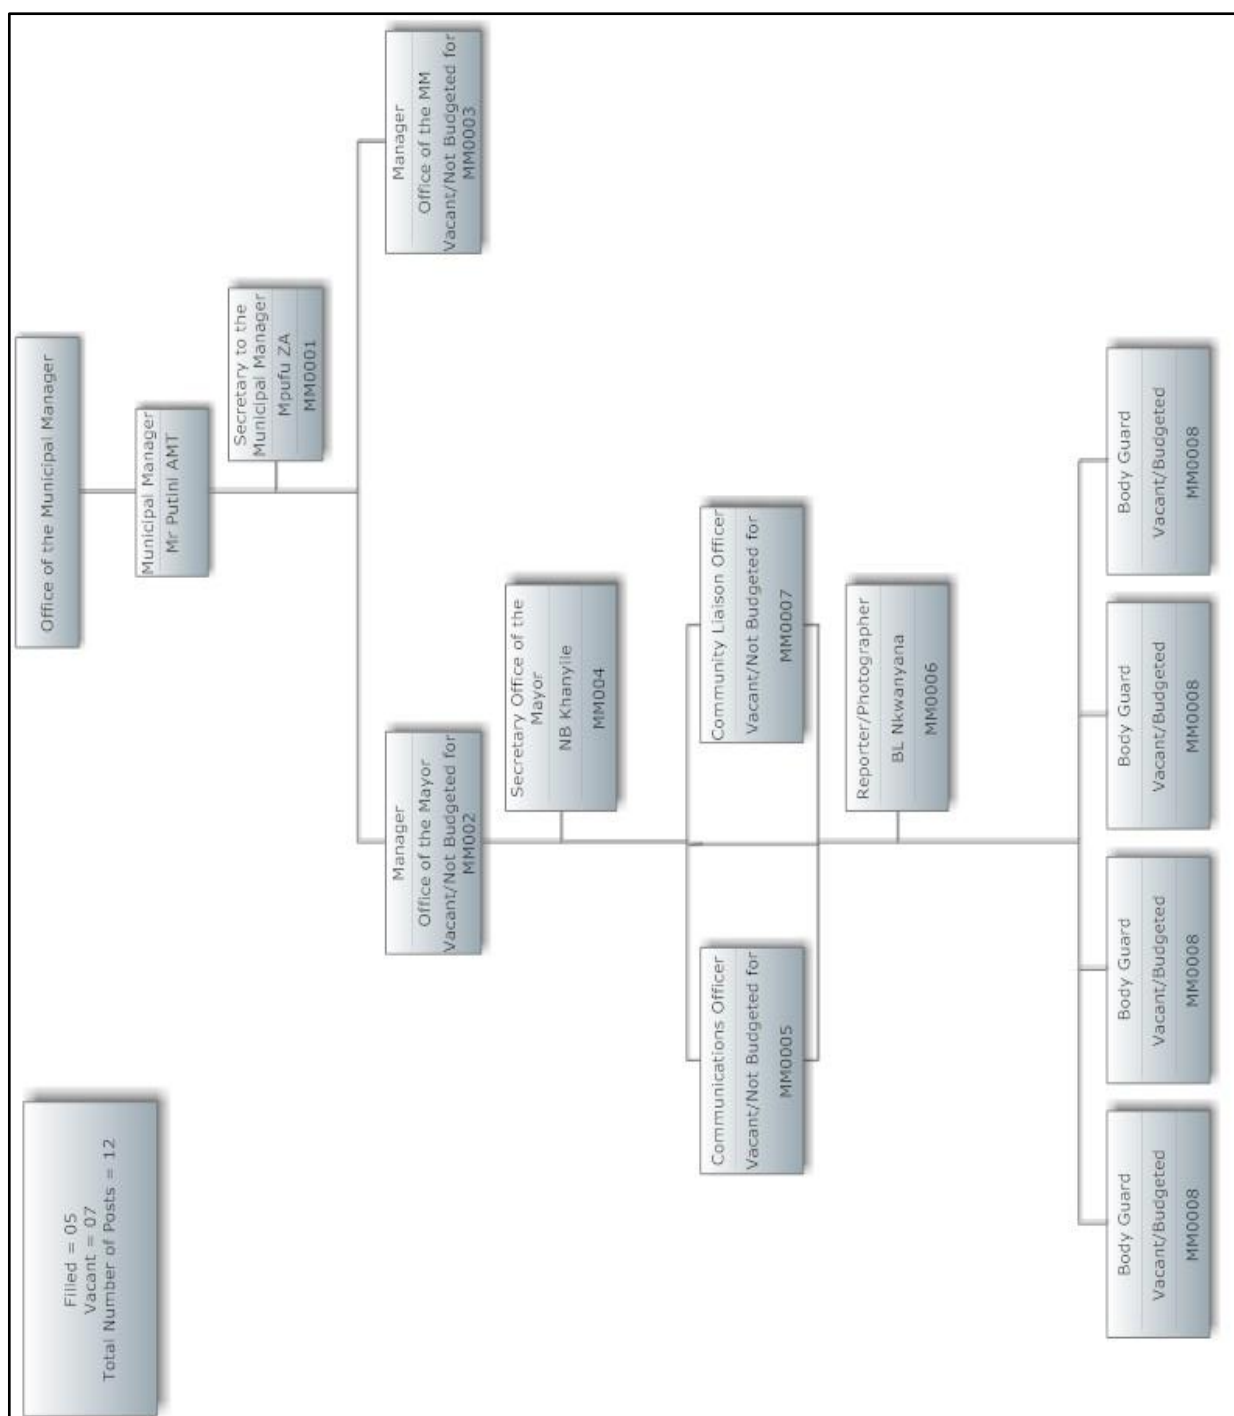 Office of the Municipal Manager
Municipal Manager
Mr Putini AMT
Secretary to the
Municipal Manager
Mpufu ZA
MM0001
Manager
Office of the Mayor
Vacant/Not Budgeted for
MM002
Manager
Office of the MM
Vacant/Not Budgeted for
MM0003
Secretary Office of the
Mayor
NB Khanyile
MM004
Communications Officer
Vacant/Not Budgeted for
MM0005
Community Liaison Officer
Vacant/Not Budgeted for
MM0007
Reporter/Photographer
BL Nkwanyana
MM0006
Body Guard
Vacant/Budgeted
MM0008
Body Guard
Vacant/Budgeted
MM0008
Body Guard
Vacant/Budgeted
MM0008
Body Guard
Vacant/Budgeted
MM0008
Filled = 05
Vacant = 07
Total Number of Posts = 12